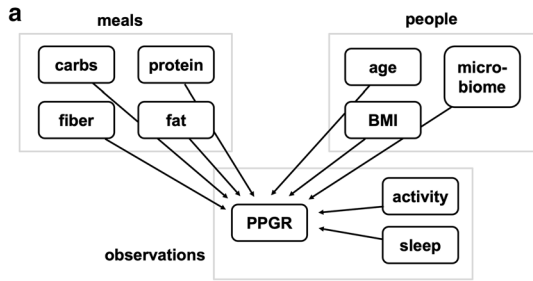 a
meals
people
carbs
protein
fiber
fat
age
micro-
biome
BMI
PPGR
activity
sleep
observations